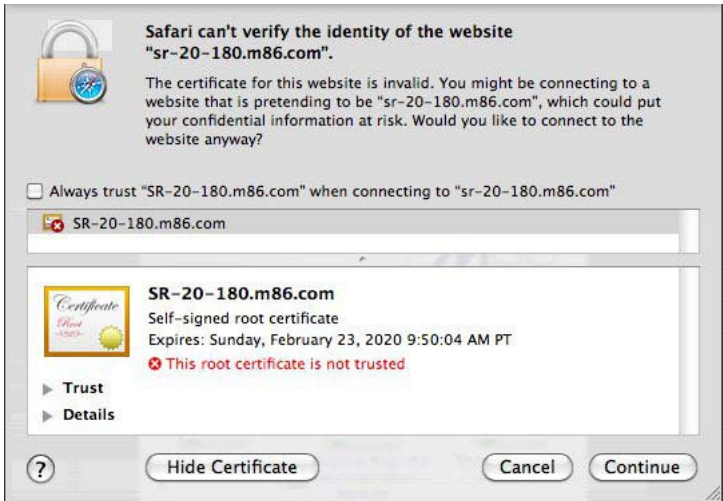 Safari can't verify the identity of the website
"sr-20-180.m86.com".
The certificate for this website is invalid. You might be connecting to a
website that is pretending to be "sr-20-180.m86.com", which could put
your confidential information at risk. Would you like to connect to the
website anyway?
Always trust "SR-20-180.m86.com" when connecting to "sr-20-180.m86.com"
SR-20-180.m86.com
Certificate
Root
SR-20-180.m86.com
Self-signed root certificate
Expires: Sunday, February 23, 2020 9:50:04 AM PT
This root certificate is not trusted
Trust
Details
? Hide Certificate Cancel Continue